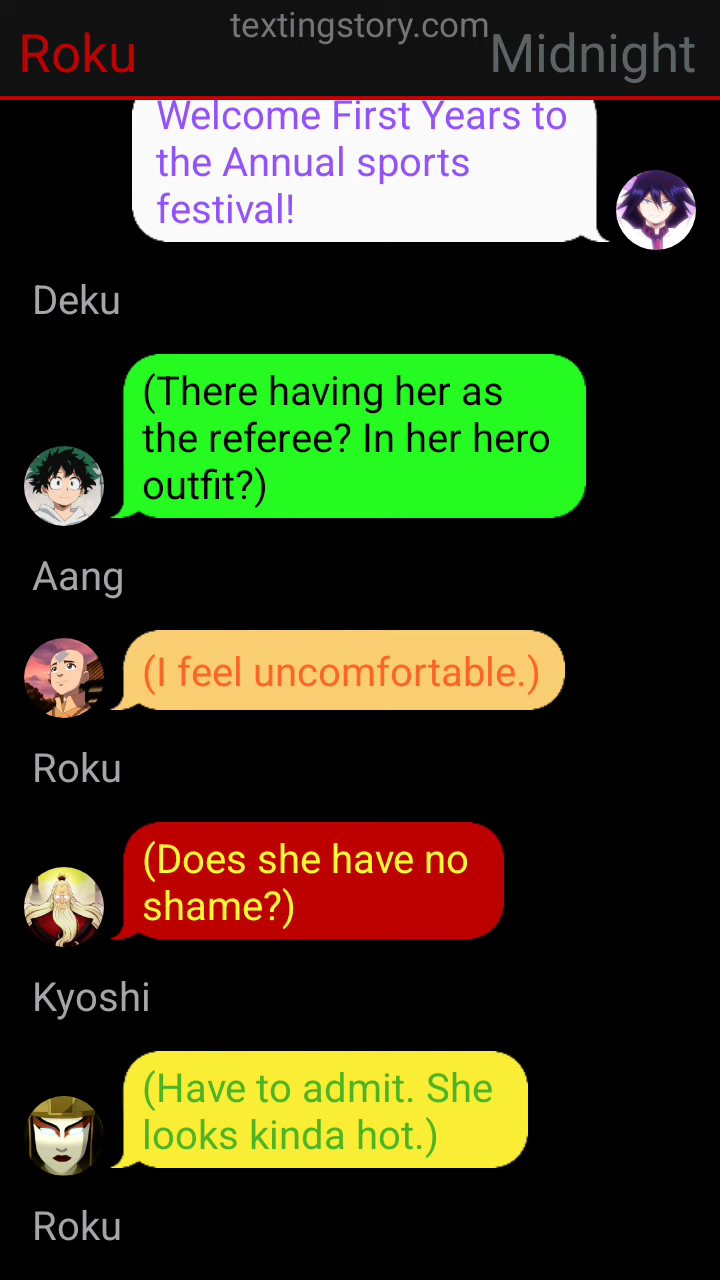 textingstory.com
Roku
Midnight
Welcome First Years to
the Annual sports
festival!
Deku
(There having her as
the referee? In her hero
outfit?)
Aang
(I feel uncomfortable.)
Roku
(Does she have no
shame?)
Kyoshi
(Have to admit. She
looks kinda hot.)
Roku